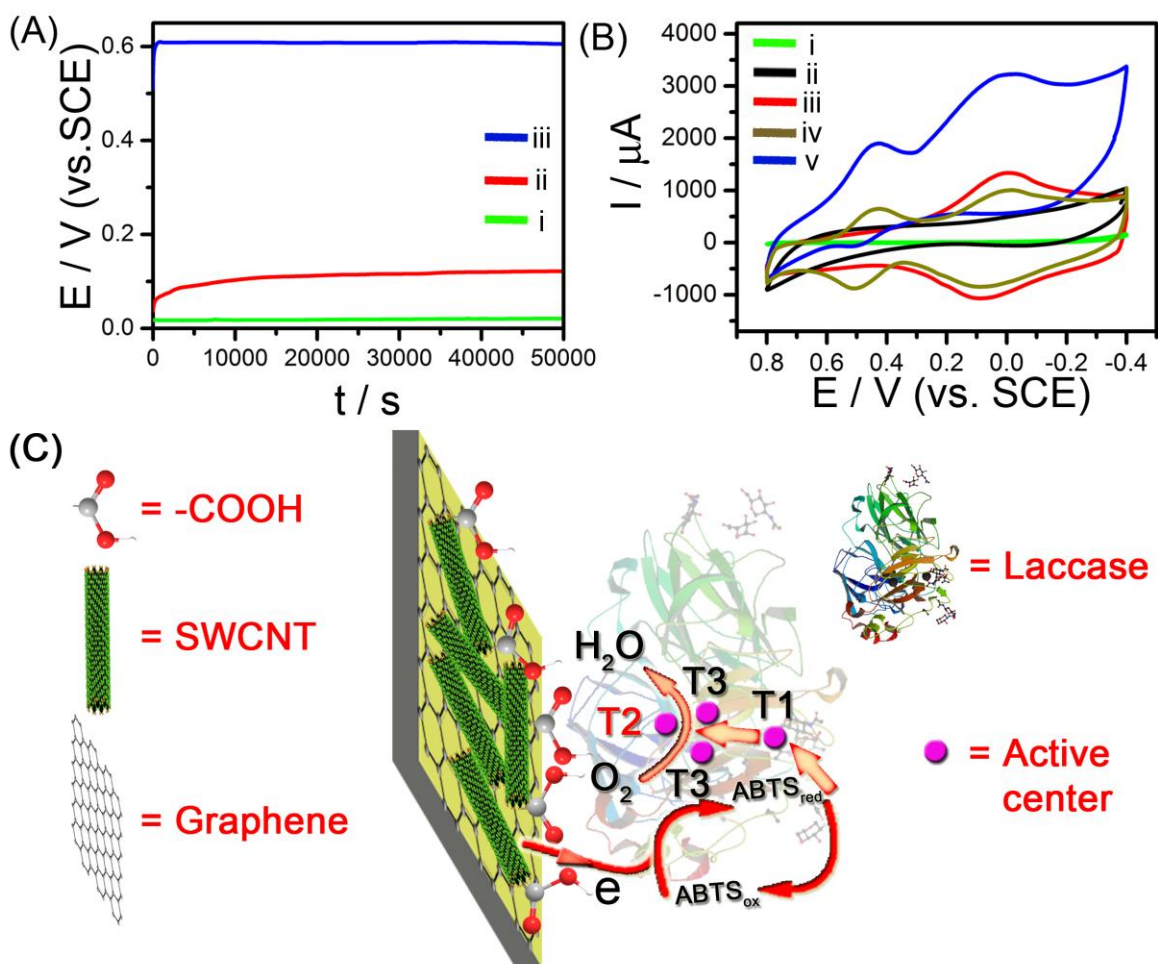 (A)
E / V (vs.SCE)
0.6
0.4
0.2
0.0
iii
ii
i
0 10000 20000 30000 40000 50000
t / s
(B)
I / μA
4000
3000
2000
1000
0
-1000
i
ii
iii
iv
v
0.8 0.6 0.4 0.2 0.0 -0.2 -0.4
E / V (vs. SCE)
(C)
= -COOH
= SWCNT
= Graphene
H₂O
T3
T1
T2
O₂
T3
ABTSred
e
ABTSox
= Laccase
= Active
center